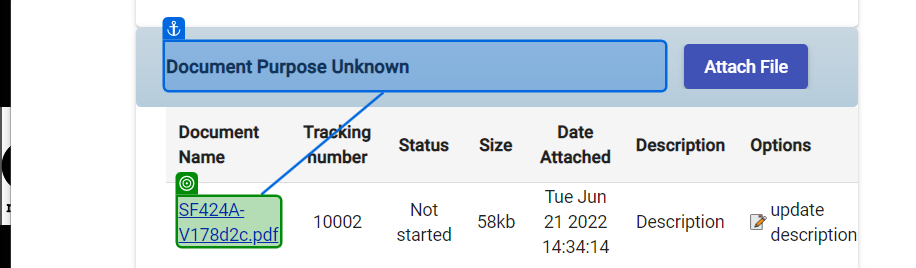 Document Purpose Unknown
Attach File
Document Name
Tracking number
Status
Size
Date Attached
Description
Options
SF424A-
V178d2c.pdf
10002
Not started
58kb
Tue Jun
21 2022
14:34:14
Description
update
description